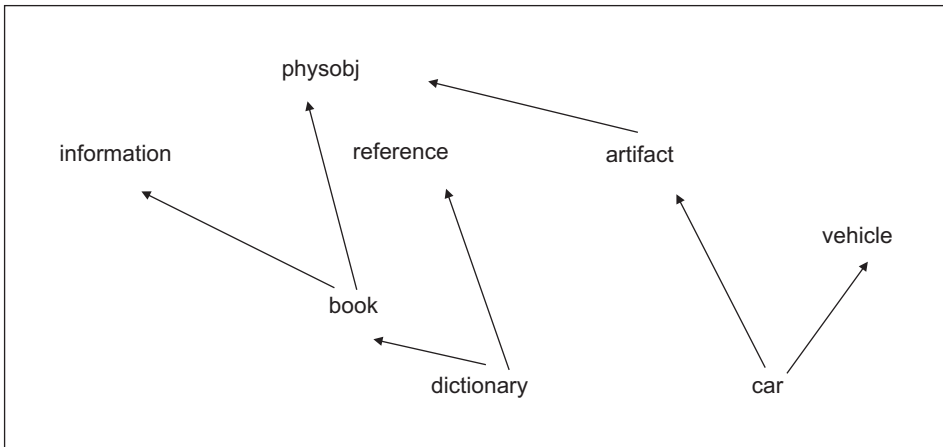 physobj
information
reference
artifact
vehicle
book
dictionary
car